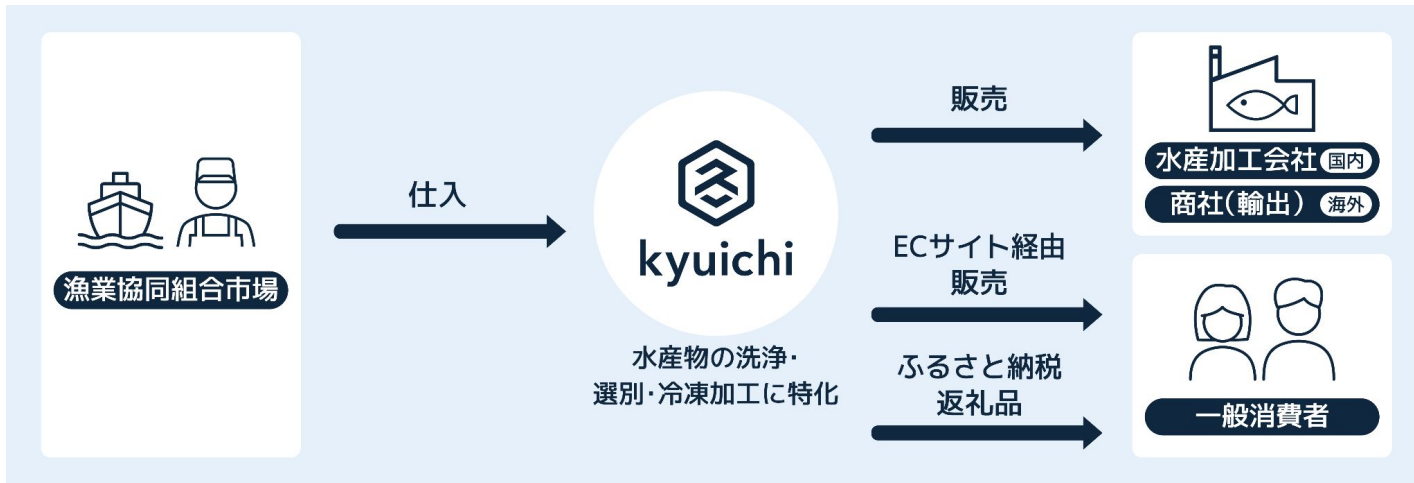 漁業協同組合市場
仕入
kyuichi
水産物の洗浄・
選別・冷凍加工に特化
販売
ECサイト経由
販売
ふるさと納税
返礼品
水産加工会社 国内
商社(輸出) 海外
一般消費者